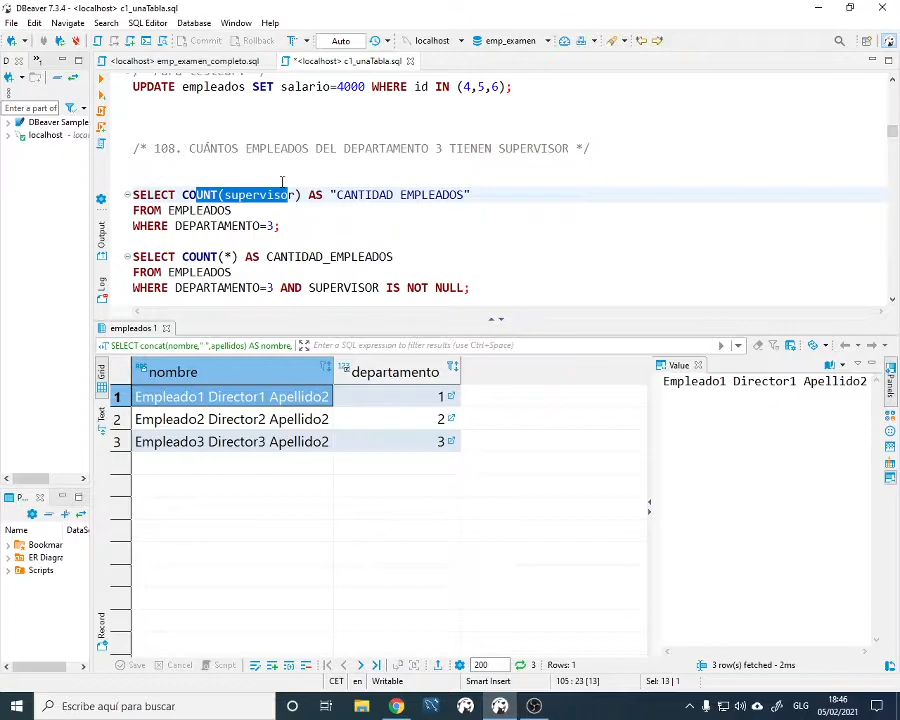 DBeaver 7.3.4 - <localhost> c1_unaTabla.sql
File Edit Navigate Search SQL Editor Database Window Help
Commit Rollback Auto localhost emp_examen
D <localhost> emp_examen_completo.sql *<localhost> c1_unaTabla.sql
UPDATE empleados SET salario=4000 WHERE id IN (4,5,6);
Enter a part of
DBeaver Sample
localhost - loca
/* 108. CUÁNTOS EMPLEADOS DEL DEPARTAMENTO 3 TIENEN SUPERVISOR */
SELECT COUNT(supervisor) AS "CANTIDAD EMPLEADOS"
FROM EMPLEADOS
WHERE DEPARTAMENTO=3;
SELECT COUNT(*) AS CANTIDAD_EMPLEADOS
FROM EMPLEADOS
WHERE DEPARTAMENTO=3 AND SUPERVISOR IS NOT NULL;
Output
Log
empleados 1
SELECT concat(nombre," ",apellidos) AS nombre,
Enter a SQL expression to filter results (use Ctrl+Space)
Grid
Text
Record
nombre 123 departamento
1 Empleado1 Director1 Apellido2 1
2 Empleado2 Director2 Apellido2 2
3 Empleado3 Director3 Apellido2 3
Value
Empleado1 Director1 Apellido2
Panels
P...
Name DataS
Bookmar
ER Diagra
Scripts
Save Cancel Script 200 3 Rows: 1 3 row(s) fetched - 2ms
CET en Writable Smart Insert 105 : 23 [13] Sel: 13 | 1
Escribe aquí para buscar
GLG
18:46
05/02/2021